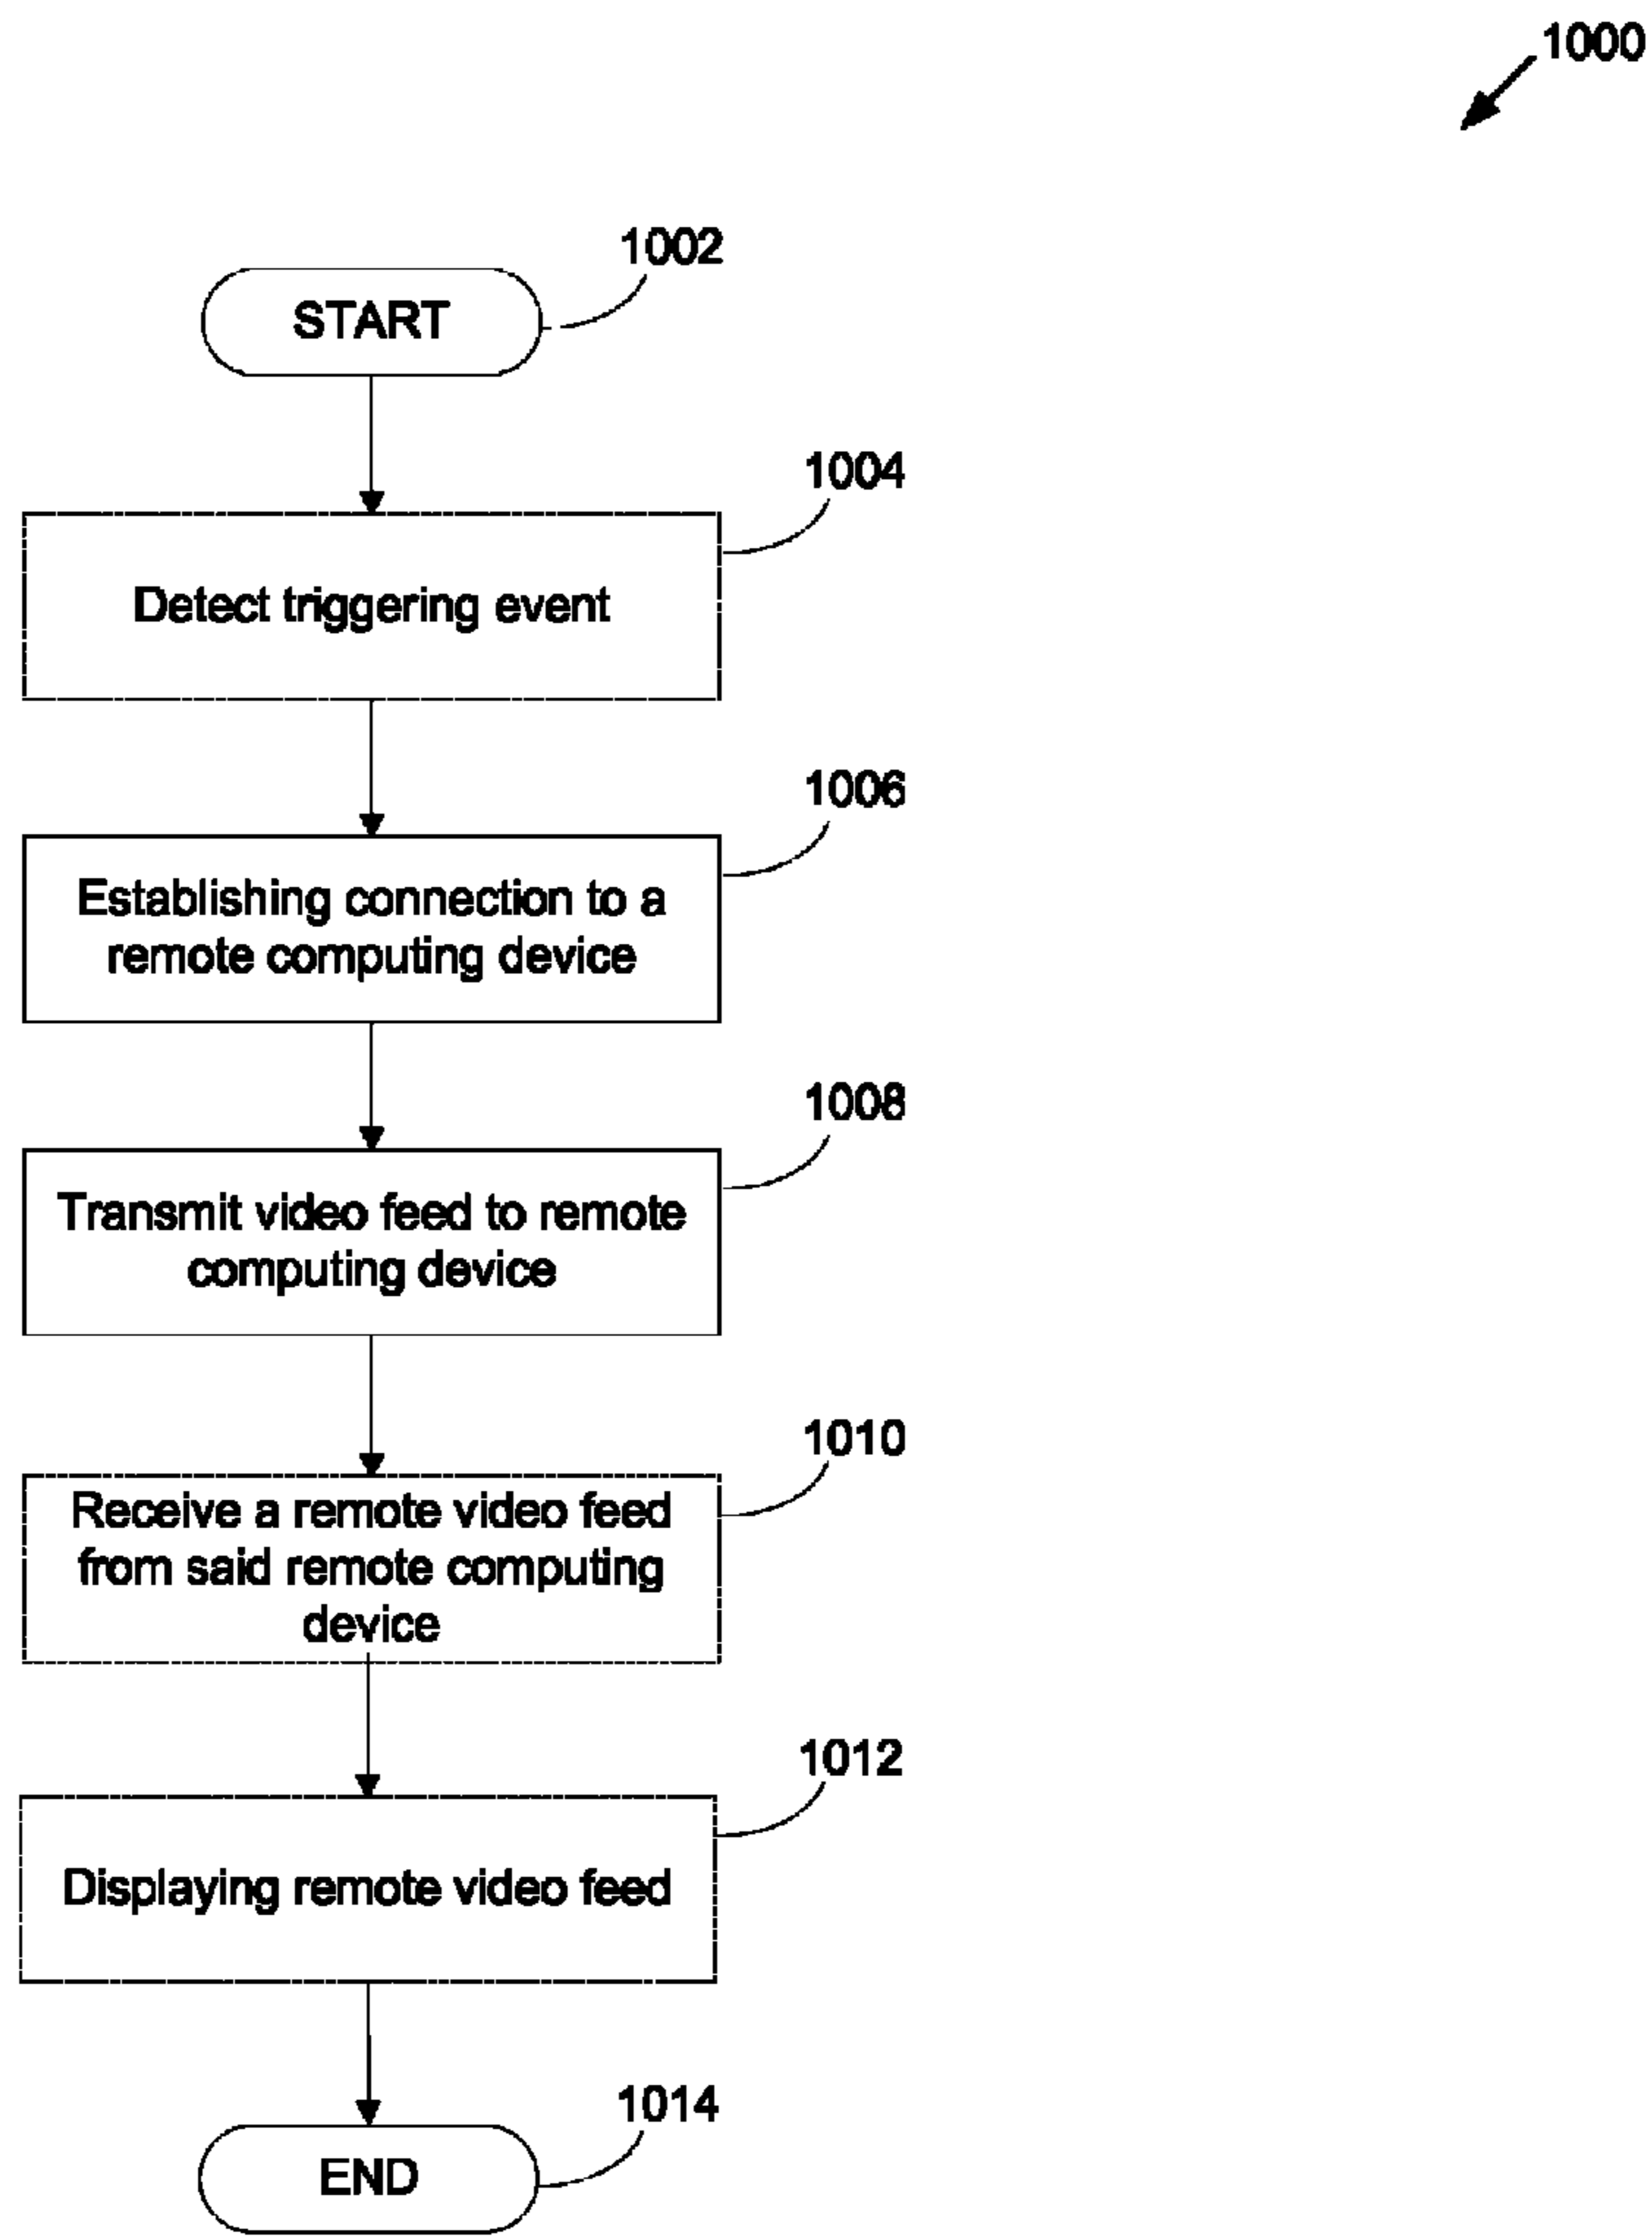 1000
1002
START
1004
Detect triggering event
1006
Establishing connection to a
remote computing device
1008
Transmit video feed to remote
computing device
1010
Receive a remote video feed
from said remote computing
device
1012
Displaying remote video feed
1014
END